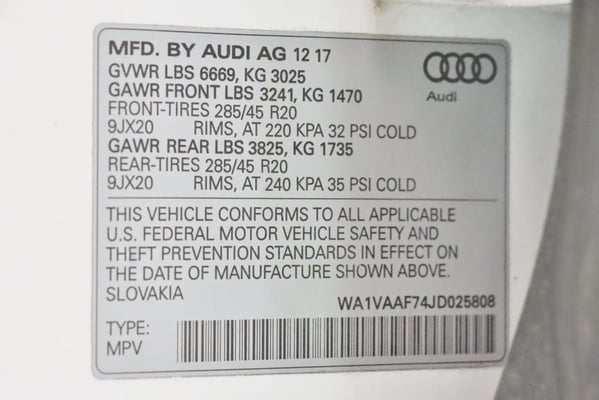 MFD. BY AUDI AG 12 17
GVWR LBS 6669, KG 3025
GAWR FRONT LBS 3241, KG 1470
FRONT-TIRES 285/45 R20
9JX20 RIMS, AT 220 KPA 32 PSI COLD
GAWR REAR LBS 3825, KG 1735
REAR-TIRES 285/45 R20
9JX20 RIMS, AT 240 KPA 35 PSI COLD
Audi
THIS VEHICLE CONFORMS TO ALL APPLICABLE
U.S. FEDERAL MOTOR VEHICLE SAFETY AND
THEFT PREVENTION STANDARDS IN EFFECT ON
THE DATE OF MANUFACTURE SHOWN ABOVE.
SLOVAKIA WA1VAAF74JD025808
TYPE:
MPV